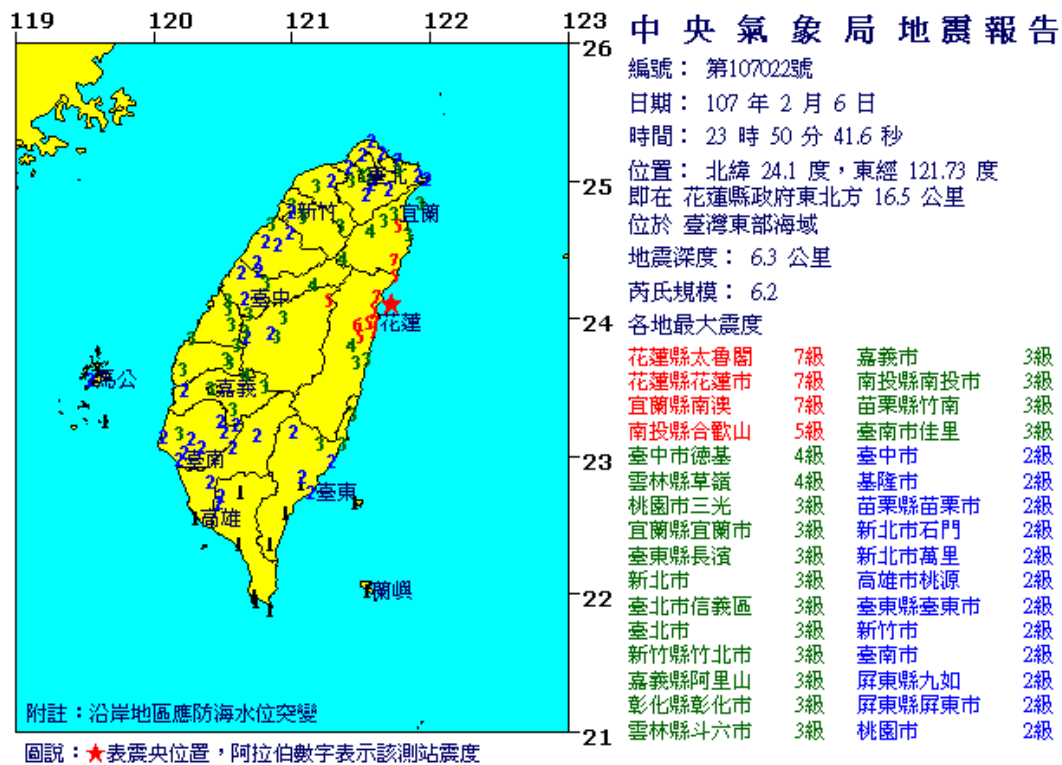 119 120 121 122 123
26
25
24
23
22
21
臺北
新竹
宜蘭
臺中
花蓮
馬公
嘉義
臺南
臺東
高雄
蘭嶼
附註：沿岸地區應防海水位突變
圖說：★表震央位置，阿拉伯數字表示該測站震度
中央氣象局地震報告
編號： 第107022號
日期： 107 年 2 月 6 日
時間： 23 時 50 分 41.6 秒
位置： 北緯 24.1 度，東經 121.73 度
即在 花蓮縣政府東北方 16.5 公里
位於 臺灣東部海域
地震深度： 6.3 公里
芮氏規模： 6.2
各地最大震度
花蓮縣太魯閣 7級 嘉義市 3級
花蓮縣花蓮市 7級 南投縣南投市 3級
宜蘭縣南澳 7級 苗栗縣竹南 3級
南投縣合歡山 5級 臺南市佳里 3級
臺中市德基 4級 臺中市 2級
雲林縣草嶺 4級 基隆市 2級
桃園市三光 3級 苗栗縣苗栗市 2級
宜蘭縣宜蘭市 3級 新北市石門 2級
臺東縣長濱 3級 新北市萬里 2級
新北市 3級 高雄市桃源 2級
臺北市信義區 3級 臺東縣臺東市 2級
臺北市 3級 新竹市 2級
新竹縣竹北市 3級 臺南市 2級
嘉義縣阿里山 3級 屏東縣九如 2級
彰化縣彰化市 3級 屏東縣屏東市 2級
雲林縣斗六市 3級 桃園市 2級